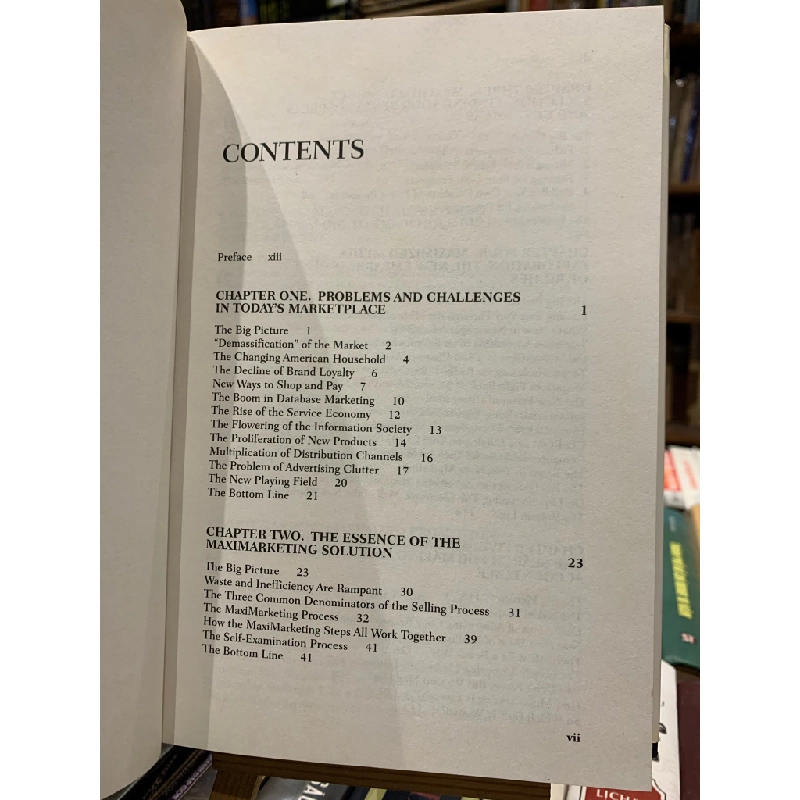 CONTENTS
Preface xiii
CHAPTER ONE. PROBLEMS AND CHALLENGES
IN TODAY'S MARKETPLACE 1
The Big Picture 1
"Demassification" of the Market 2
The Changing American Household 4
The Decline of Brand Loyalty 6
New Ways to Shop and Pay 7
The Boom in Database Marketing 10
The Rise of the Service Economy 12
The Flowering of the Information Society 13
The Proliferation of New Products 14
Multiplication of Distribution Channels 16
The Problem of Advertising Clutter 17
The New Playing Field 20
The Bottom Line 21
CHAPTER TWO. THE ESSENCE OF THE
MAXIMARKETING SOLUTION 23
The Big Picture 23
Waste and Inefficiency Are Rampant 30
The Three Common Denominators of the Selling Process 31
The MaxiMarketing Process 32
How the MaxiMarketing Steps All Work Together 39
The Self-Examination Process 41
The Bottom Line 41
vii
LICH